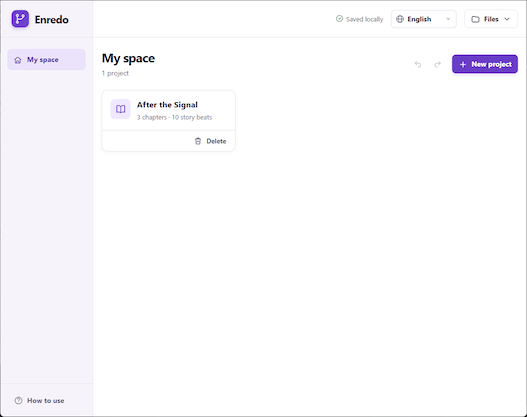 Enredo
Saved locally
English
Files
My space
My space
1 project
New project
After the Signal
3 chapters · 10 story beats
Delete
How to use